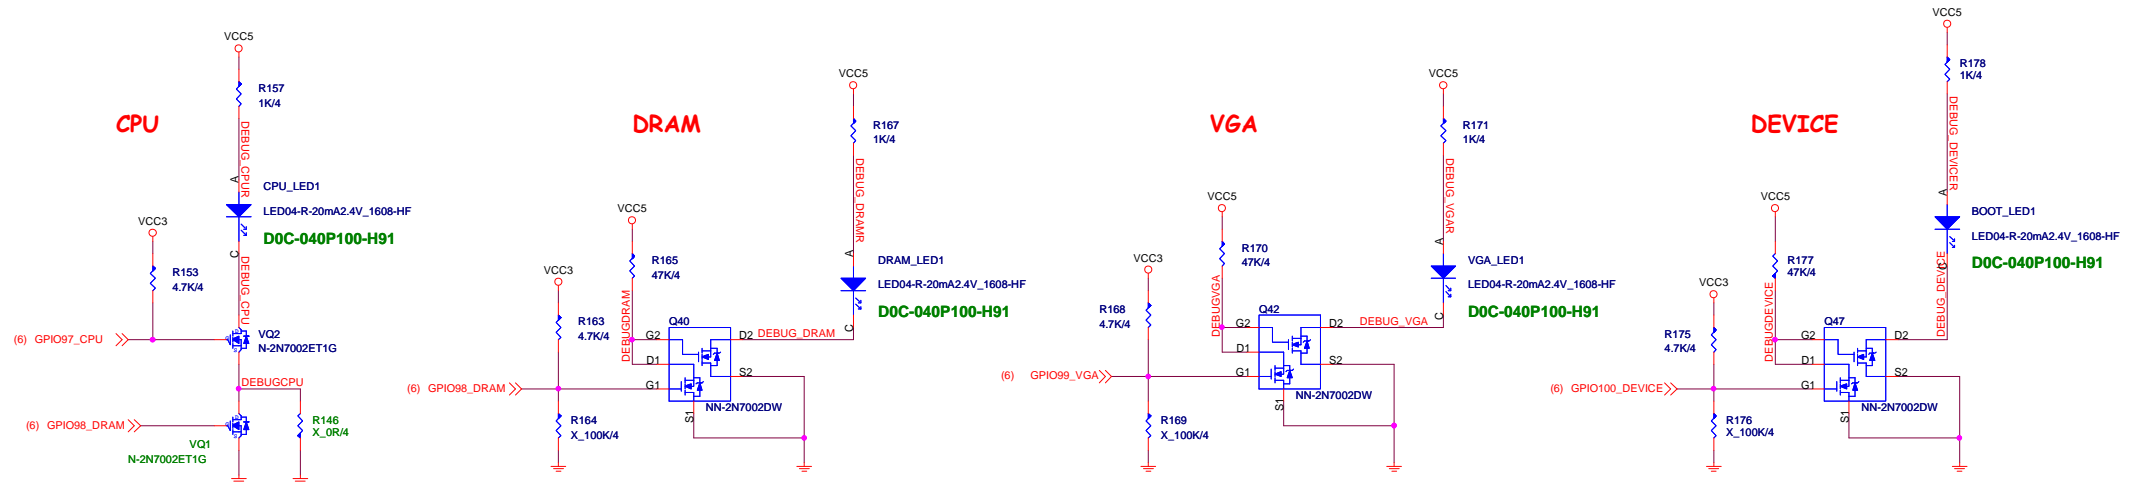 CPU
VCC5
R157
1K/4
DEBUG_CPUR
A
CPU_LED1
LED04-R-20mA2.4V_1608-HF
D0C-040P100-H91
C
DEBUG_CPU
VCC3
R153
4.7K/4
(6) GPIO97_CPU
VQ2
N-2N7002ET1G
DEBUGCPU
(6) GPIO98_DRAM
VQ1
N-2N7002ET1G
R146
X_0R/4
DRAM
VCC5
R167
1K/4
DEBUG_DRAMR
A
DRAM_LED1
LED04-R-20mA2.4V_1608-HF
D0C-040P100-H91
C
VCC5
R165
47K/4
DEBUGDRAM
VCC3
R163
4.7K/4
(6) GPIO98_DRAM
R164
X_100K/4
Q40
G2
D1
G1
S1
D2
S2
DEBUG_DRAM
NN-2N7002DW
VGA
VCC5
R171
1K/4
DEBUG_VGAR
A
VGA_LED1
LED04-R-20mA2.4V_1608-HF
D0C-040P100-H91
C
VCC5
R170
47K/4
DEBUGVGA
VCC3
R168
4.7K/4
(6) GPIO99_VGA
R169
X_100K/4
Q42
G2
D1
G1
S1
D2
S2
DEBUG_VGA
NN-2N7002DW
DEVICE
VCC5
R178
1K/4
DEBUG_DEVICER
A
BOOT_LED1
LED04-R-20mA2.4V_1608-HF
D0C-040P100-H91
C
DEBUG_DEVICE
VCC5
R177
47K/4
DEBUGDEVICE
VCC3
R175
4.7K/4
(6) GPIO100_DEVICE
R176
X_100K/4
Q47
G2
D1
G1
S1
D2
S2
NN-2N7002DW